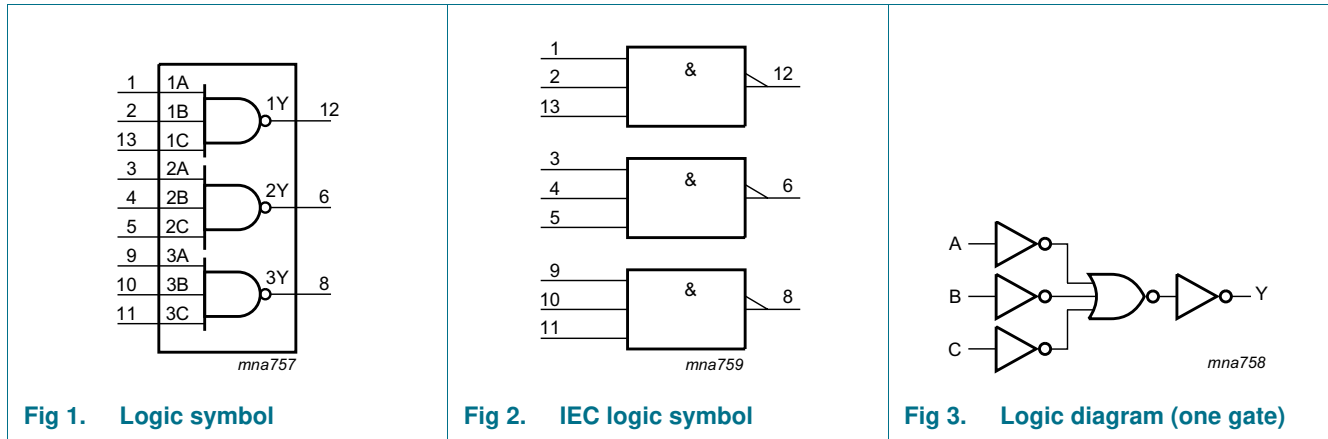 1 1A
2 1B 1Y 12
13 1C
3 2A
4 2B 2Y 6
5 2C
9 3A
10 3B 3Y 8
11 3C
mna757
Fig 1. Logic symbol
1
2 & 12
13
3
4 & 6
5
9
10 & 8
11
mna759
Fig 2. IEC logic symbol
A
B Y
C
mna758
Fig 3. Logic diagram (one gate)